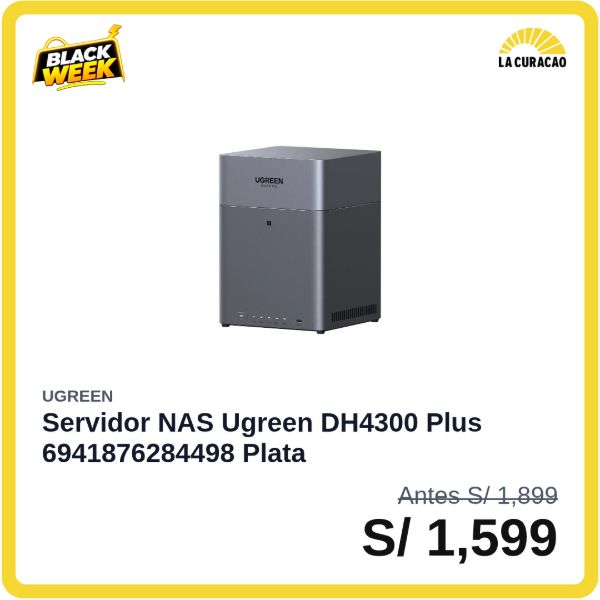 BLACK
WEEK
LA CURACAO
UGREEN
UGREEN
Servidor NAS Ugreen DH4300 Plus
6941876284498 Plata
Antes S/ 1,899
S/ 1,599